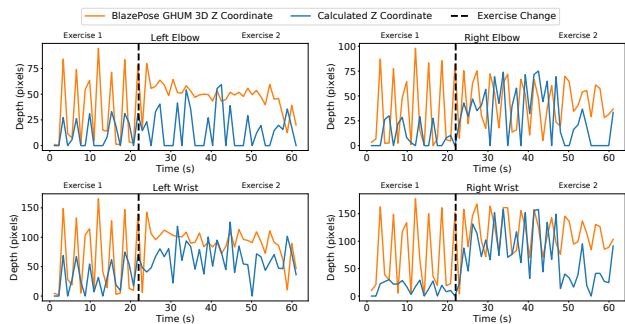 BlazePose GHUM 3D Z Coordinate Calculated Z Coordinate Exercise Change
Exercise 1 Left Elbow Exercise 2
Depth (pixels)
75
50
25
0
0 10 20 30 40 50 60
Time (s)
Exercise 1 Right Elbow Exercise 2
Depth (pixels)
100
75
50
25
0
0 10 20 30 40 50 60
Time (s)
Exercise 1 Left Wrist Exercise 2
Depth (pixels)
150
100
50
0
0 10 20 30 40 50 60
Time (s)
Exercise 1 Right Wrist Exercise 2
Depth (pixels)
150
100
50
0
0 10 20 30 40 50 60
Time (s)